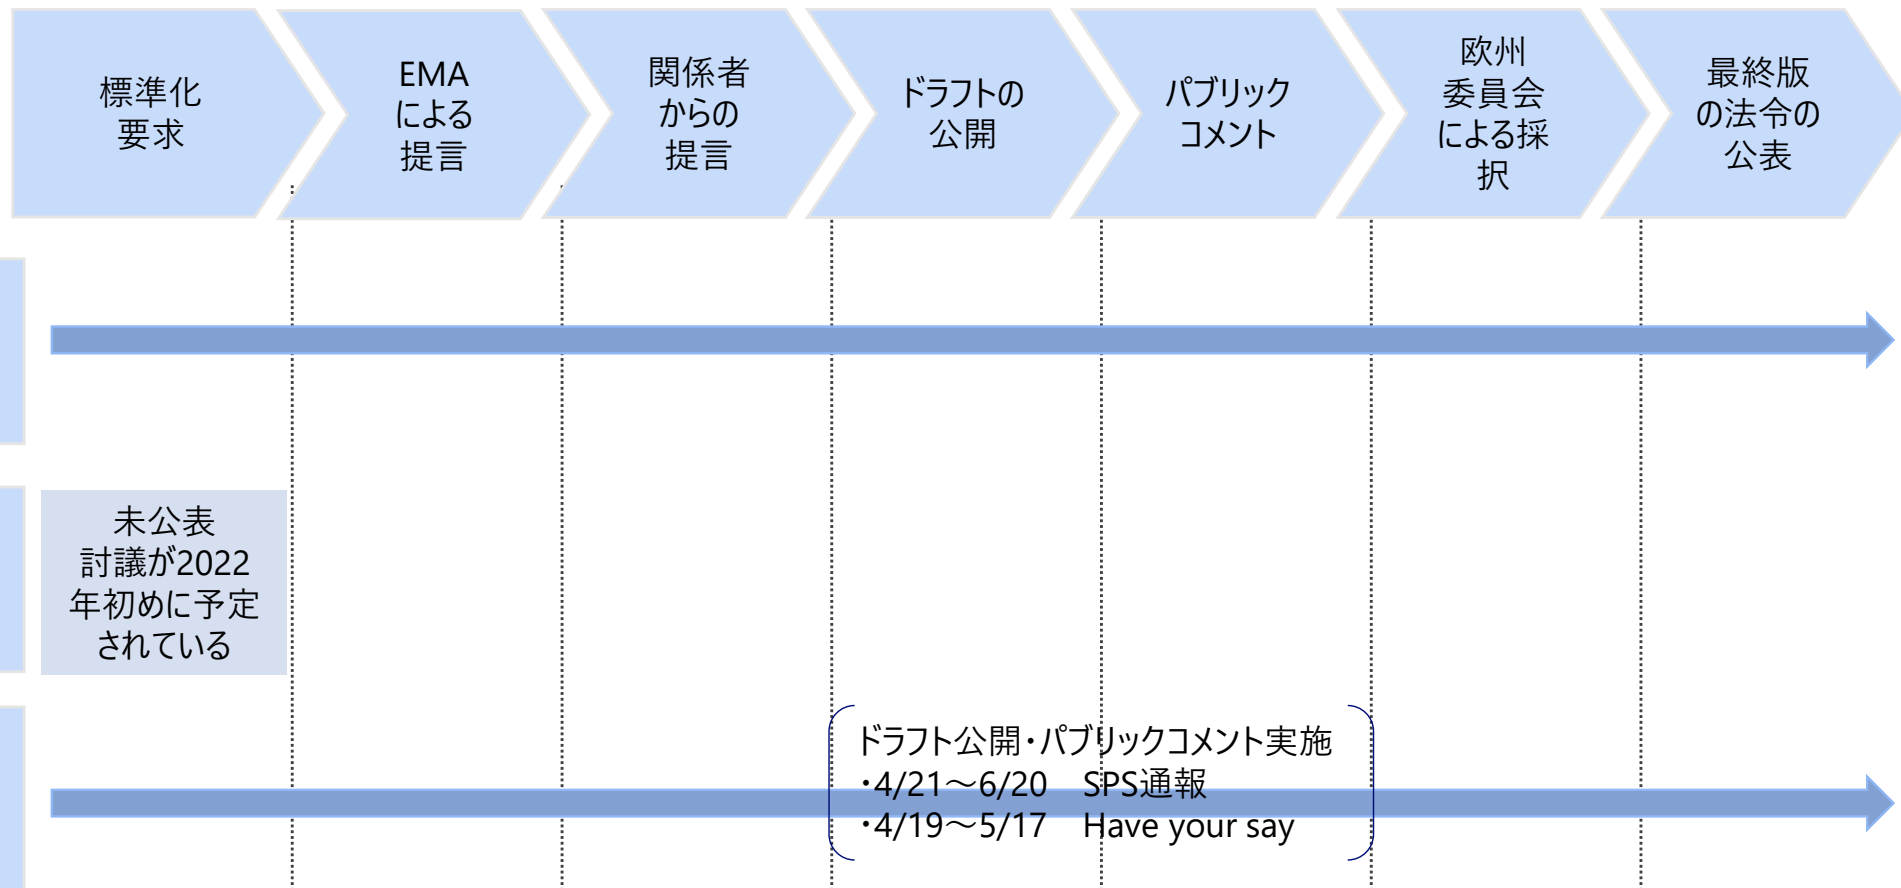 標準化
要求
EMA
による
提言
関係者
からの
提言
ドラフトの
公開
パブリック
コメント
欧州
委員会
による採
択
最終版
の法令の
公表
未公表
討議が2022
年初めに予定
されている
ドラフト公開・パブリックコメント実施
・4/21～6/20　SPS通報
・4/19～5/17　Have your say